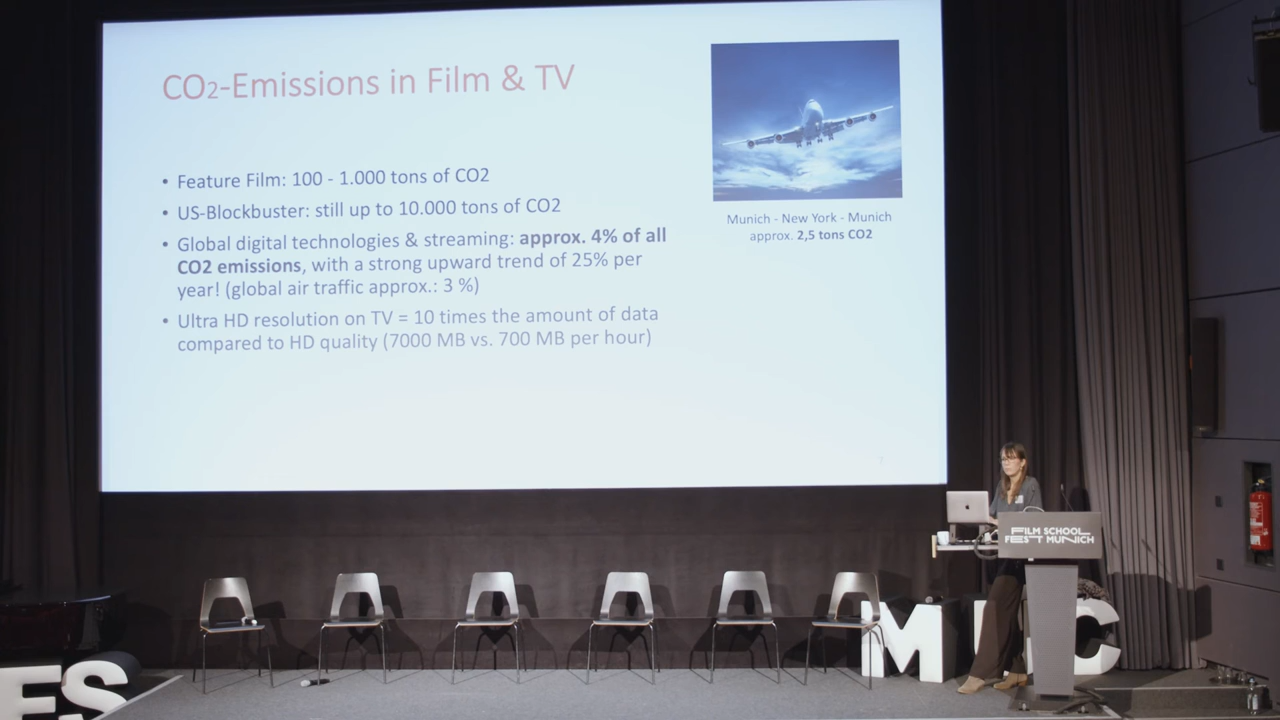 CO2-Emissions in Film & TV
• Feature Film: 100 - 1.000 tons of CO2
• US-Blockbuster: still up to 10.000 tons of CO2
• Global digital technologies & streaming: approx. 4% of all
CO2 emissions, with a strong upward trend of 25% per
year! (global air traffic approx.: 3 %)
• Ultra HD resolution on TV = 10 times the amount of data
compared to HD quality (7000 MB vs. 700 MB per hour)
Munich - New York - Munich
approx. 2,5 tons CO2
FILM SCHOOL
FEST MUNICH
ES
M
C